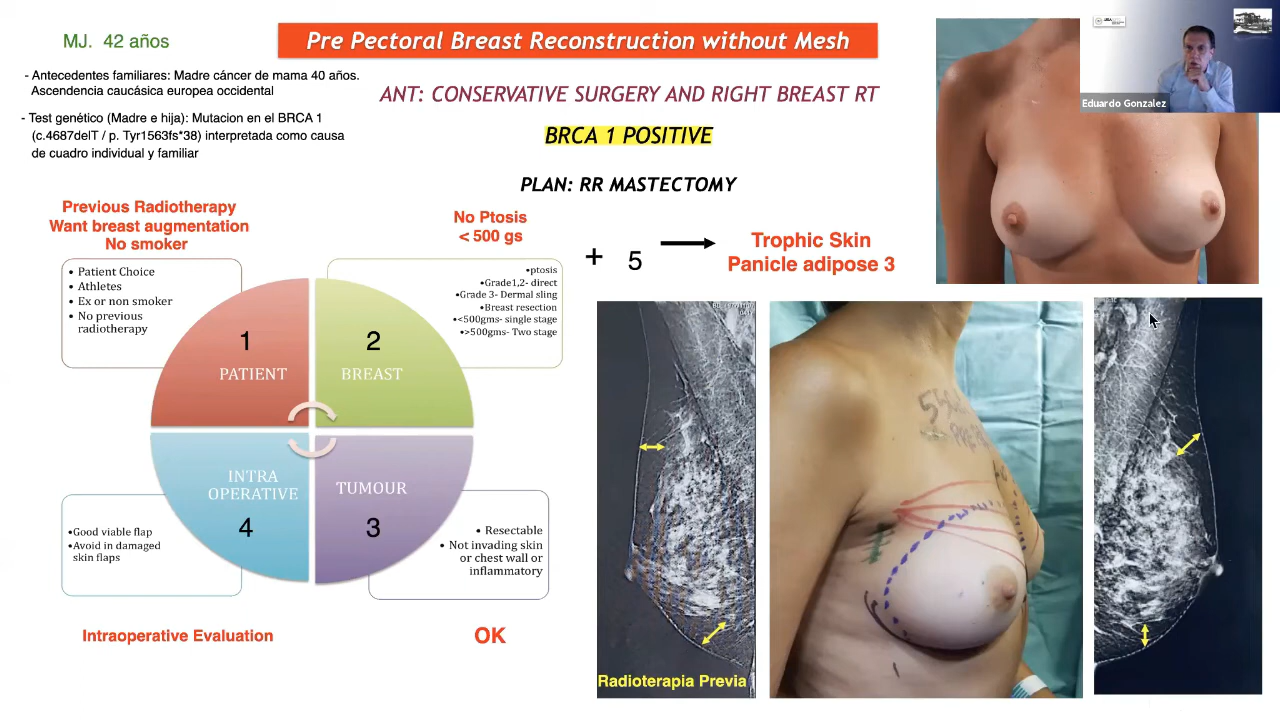 MJ. 42 años
Pre Pectoral Breast Reconstruction without Mesh
- Antecedentes familiares: Madre cáncer de mama 40 años.
Ascendencia caucásica europea occidental
- Test genético (Madre e hija): Mutacion en el BRCA 1
(c.4687delT / p. Tyr1563fs*38) interpretada como causa
de cuadro individual y familiar
ANT: CONSERVATIVE SURGERY AND RIGHT BREAST RT
BRCA 1 POSITIVE
PLAN: RR MASTECTOMY
Eduardo Gonzalez
Previous Radiotherapy
Want breast augmentation
No smoker
No Ptosis
< 500 gs
+ 5
Trophic Skin
Panicle adipose 3
• Patient Choice
• Athletes
• Ex or non smoker
• No previous
radiotherapy
•ptosis
•Grade1,2- direct
•Grade 3- Dermal sling
•Breast resection
•<500gms- single stage
•>500gms- Two stage
1
PATIENT
2
BREAST
INTRA
OPERATIVE
4
TUMOUR
3
•Good viable flap
•Avoid in damaged
skin flaps
• Resectable
• Not invading skin
or chest wall or
inflammatory
Intraoperative Evaluation
OK
Radioterapia Previa